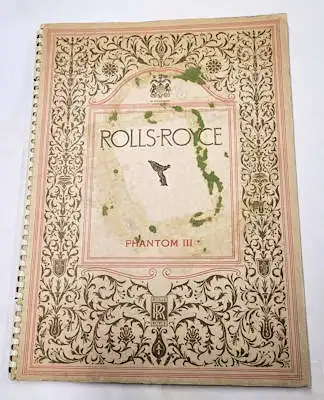 ROLLS-ROYCE
PHANTOM III
RR